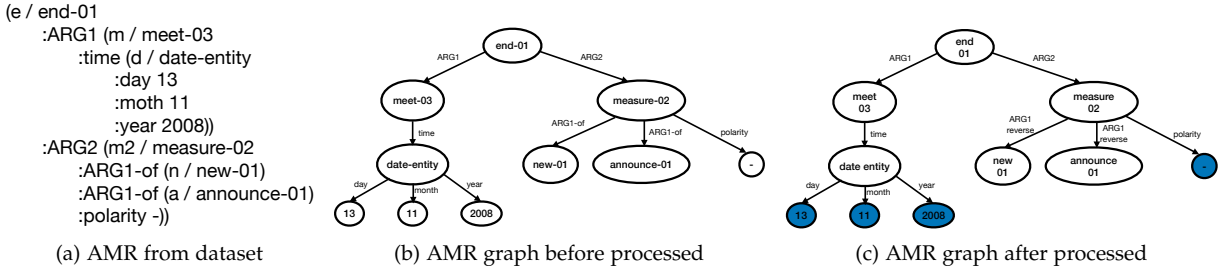 (e / end-01
:ARG1 (m / meet-03
:time (d / date-entity
:day 13
:moth 11
:year 2008))
:ARG2 (m2 / measure-02
:ARG1-of (n / new-01)
:ARG1-of (a / announce-01)
:polarity -))
(a) AMR from dataset
end-01
ARG1
ARG2
meet-03
measure-02
time
ARG1-of
ARG1-of
polarity
date-entity
new-01
announce-01
-
day
month
year
13
11
2008
(b) AMR graph before processed
end
01
ARG1
ARG2
meet
03
measure
02
time
ARG1
reverse
ARG1
reverse
polarity
date entity
new
01
announce
01
-
day
month
year
13
11
2008
(c) AMR graph after processed